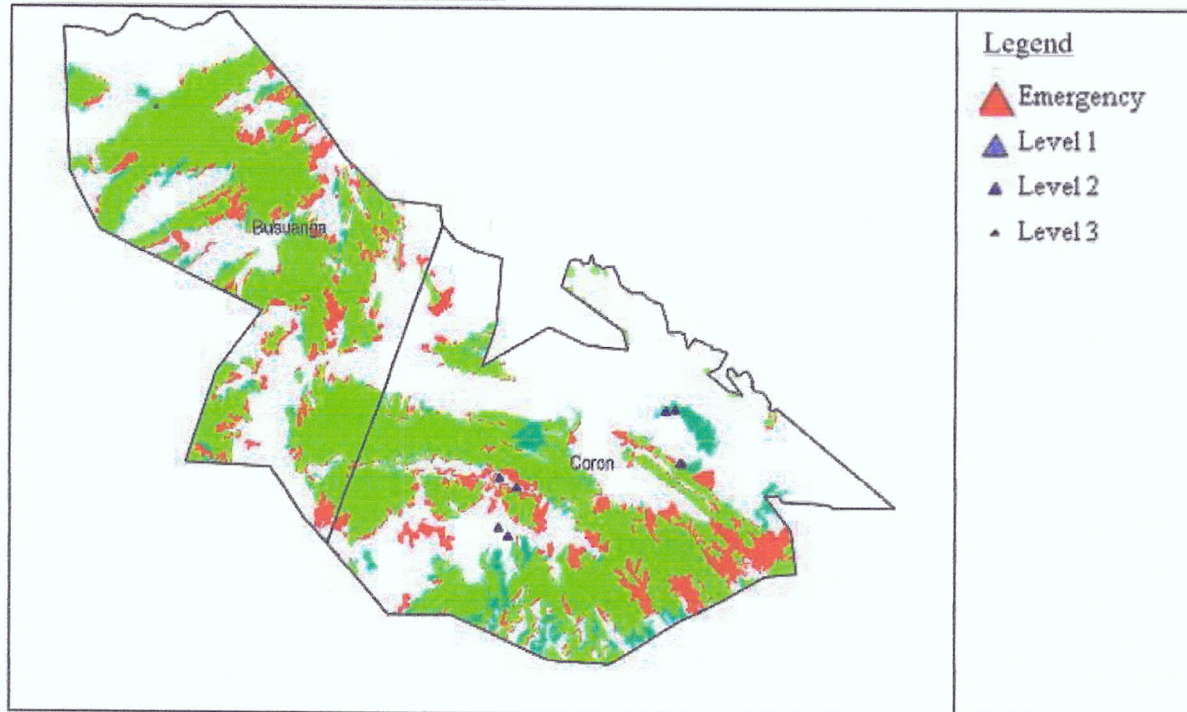 Busuanga
Coron
Legend
Emergency
Level 1
Level 2
Level 3